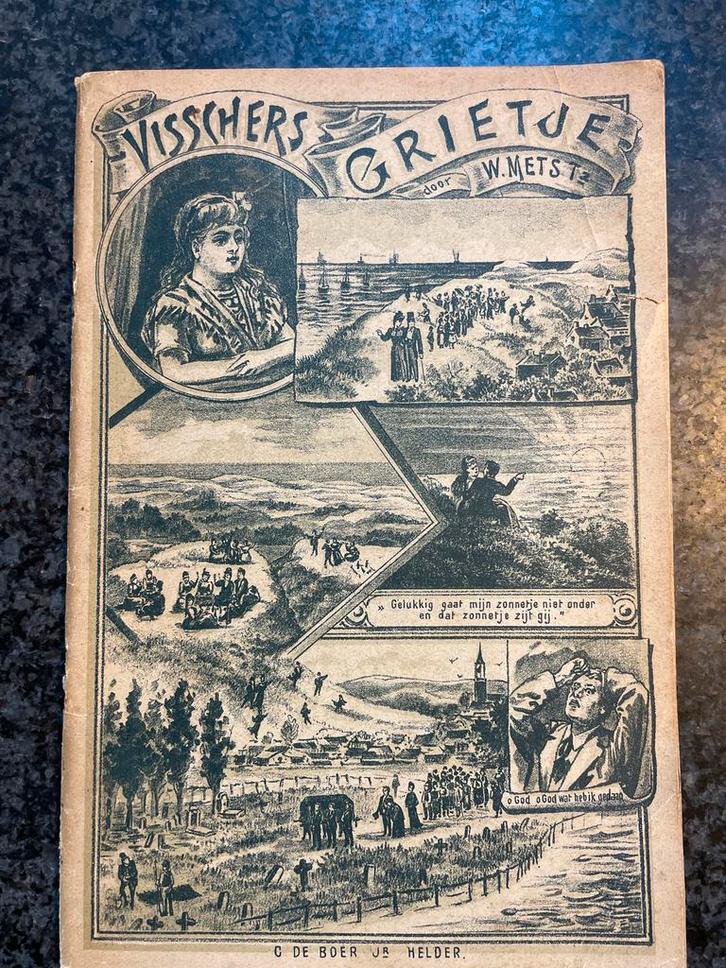 VISSCHERS
GRIETJE
door W. METS Tz
» Gelukkig gaat mijn zonnetje niet onder
en dat zonnetje zijt gij."
o God o God wat heb ik gedaan
C DE BOER JR HELDER.